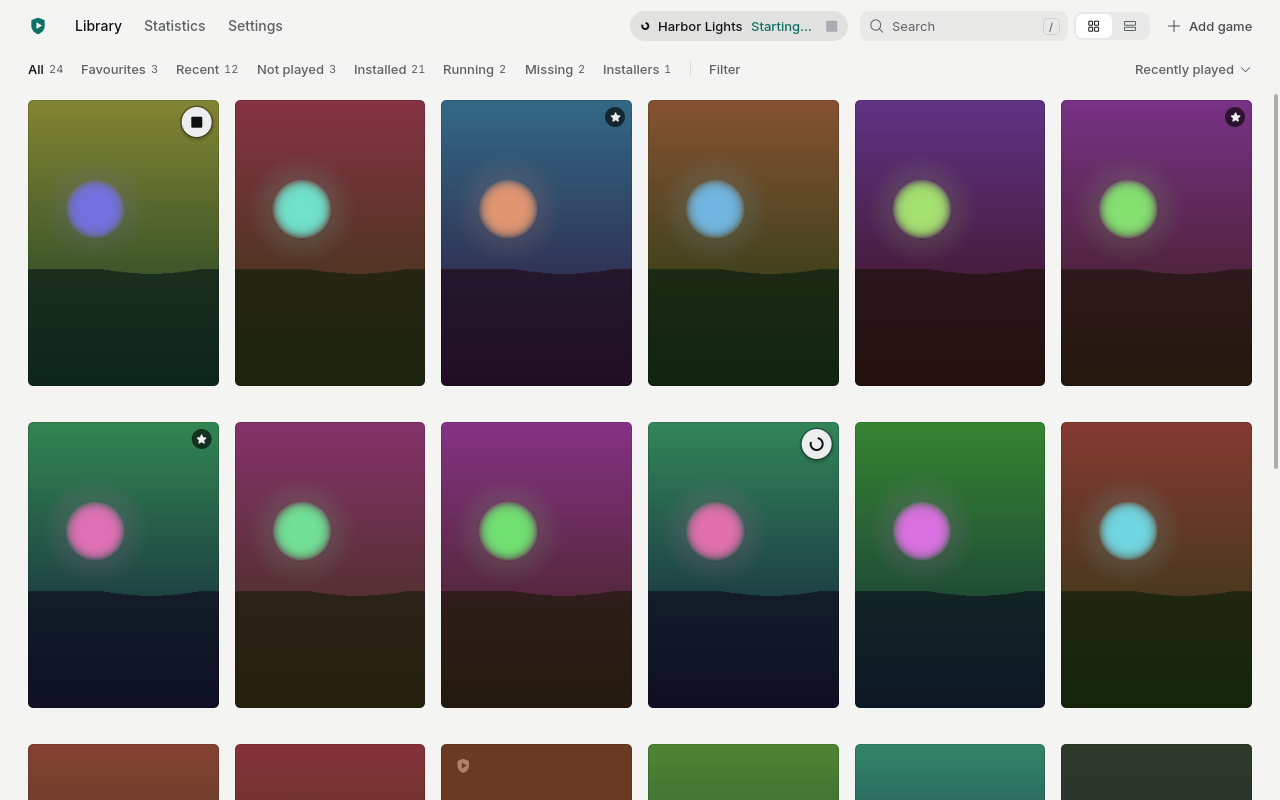 Library Statistics Settings Harbor Lights Starting... Search / Add game
All 24 Favourites 3 Recent 12 Not played 3 Installed 21 Running 2 Missing 2 Installers 1 Filter Recently played